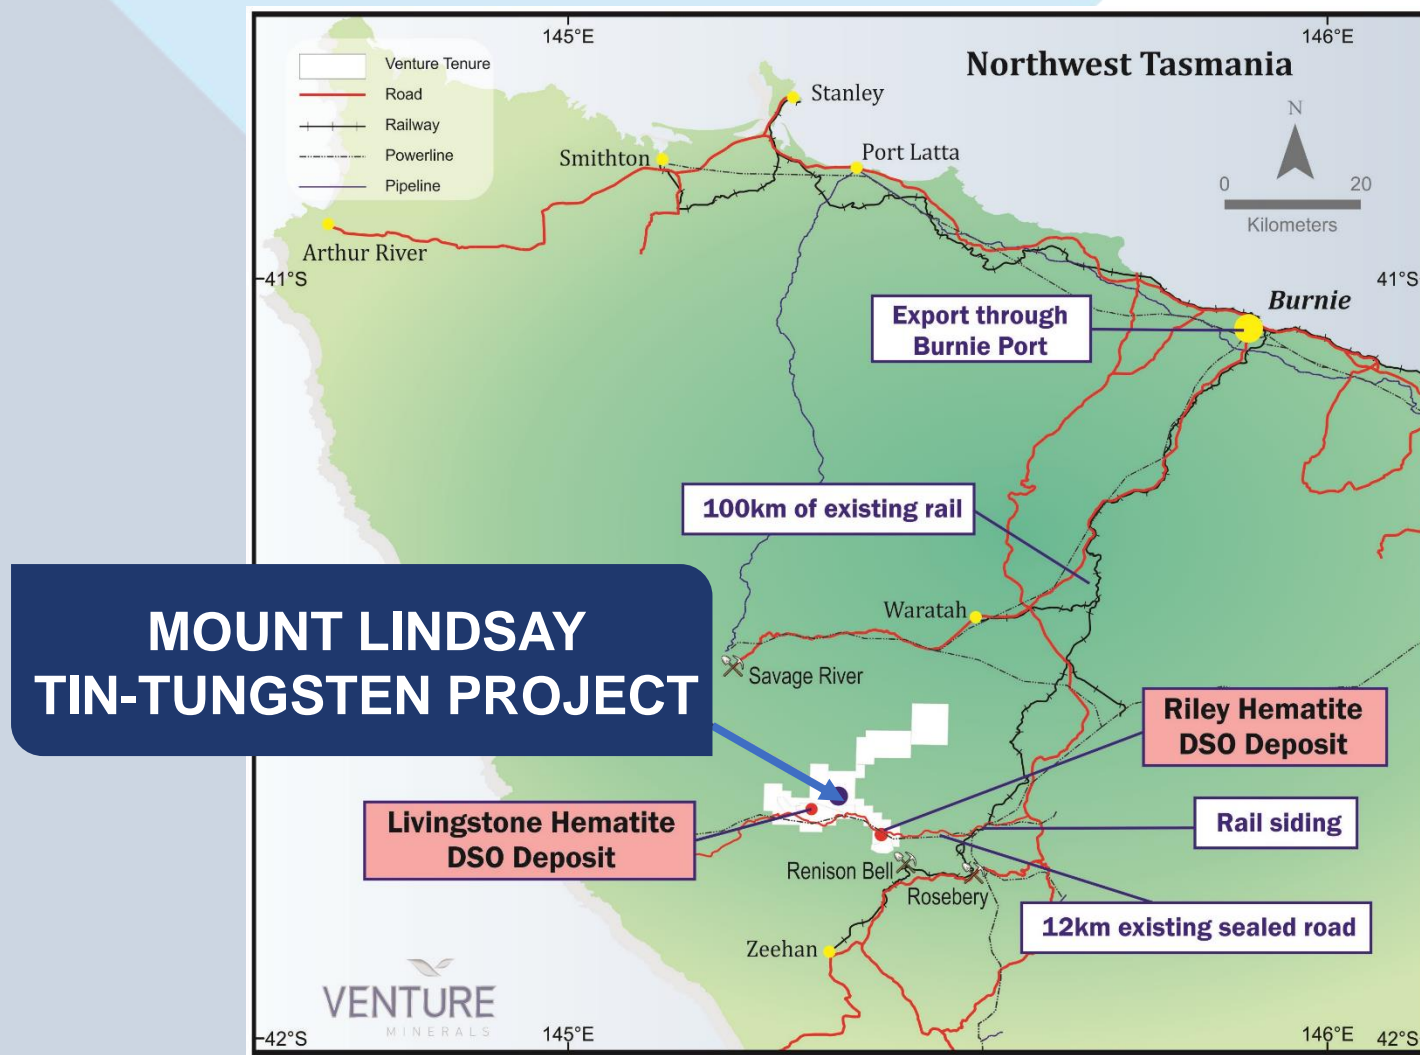 145°E
146°E
Venture Tenure
Road
Railway
Powerline
Pipeline
Northwest Tasmania
N
0 20
Kilometers
Stanley
Smithton
Port Latta
Arthur River
41°S
41°S
Burnie
Export through
Burnie Port
100km of existing rail
MOUNT LINDSAY
TIN-TUNGSTEN PROJECT
Waratah
Savage River
Riley Hematite
DSO Deposit
Livingstone Hematite
DSO Deposit
Rail siding
Renison Bell
Rosebery
12km existing sealed road
Zeehan
VENTURE
MINERALS
42°S
145°E
146°E
42°S